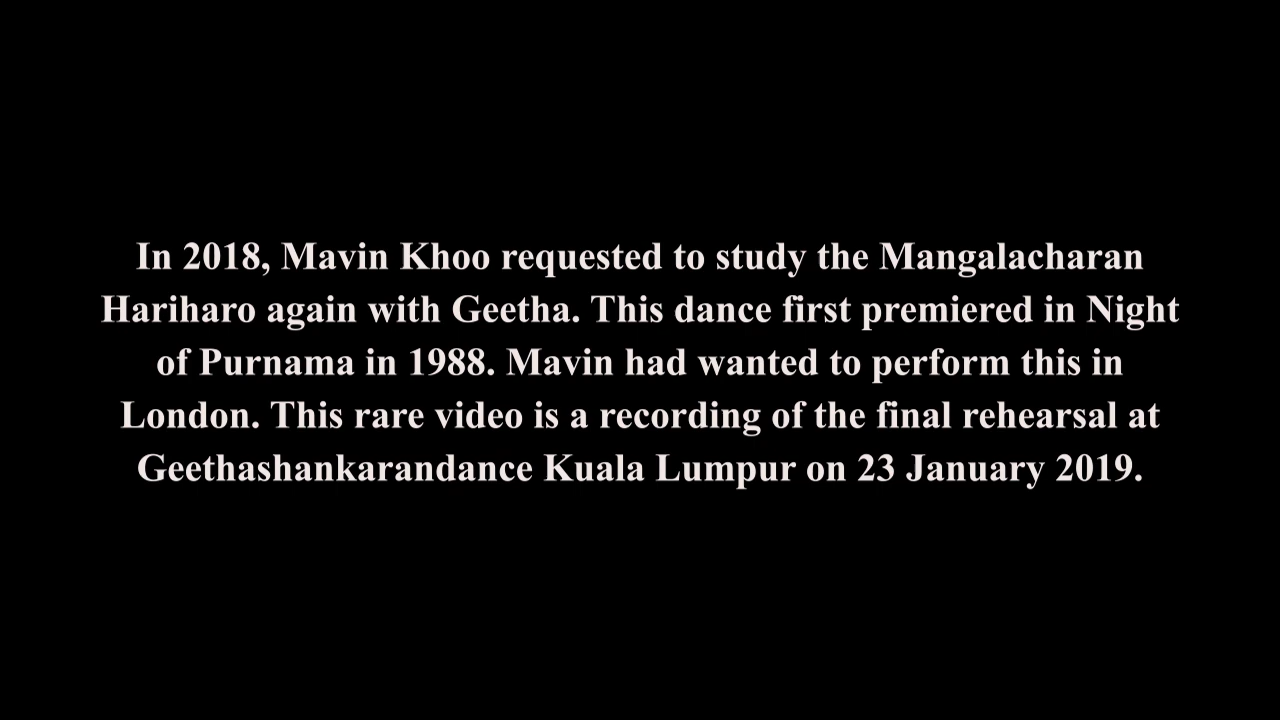 In 2018, Mavin Khoo requested to study the Mangalacharan
Hariharo again with Geetha. This dance first premiered in Night
of Purnama in 1988. Mavin had wanted to perform this in
London. This rare video is a recording of the final rehearsal at
Geethashankarandance Kuala Lumpur on 23 January 2019.